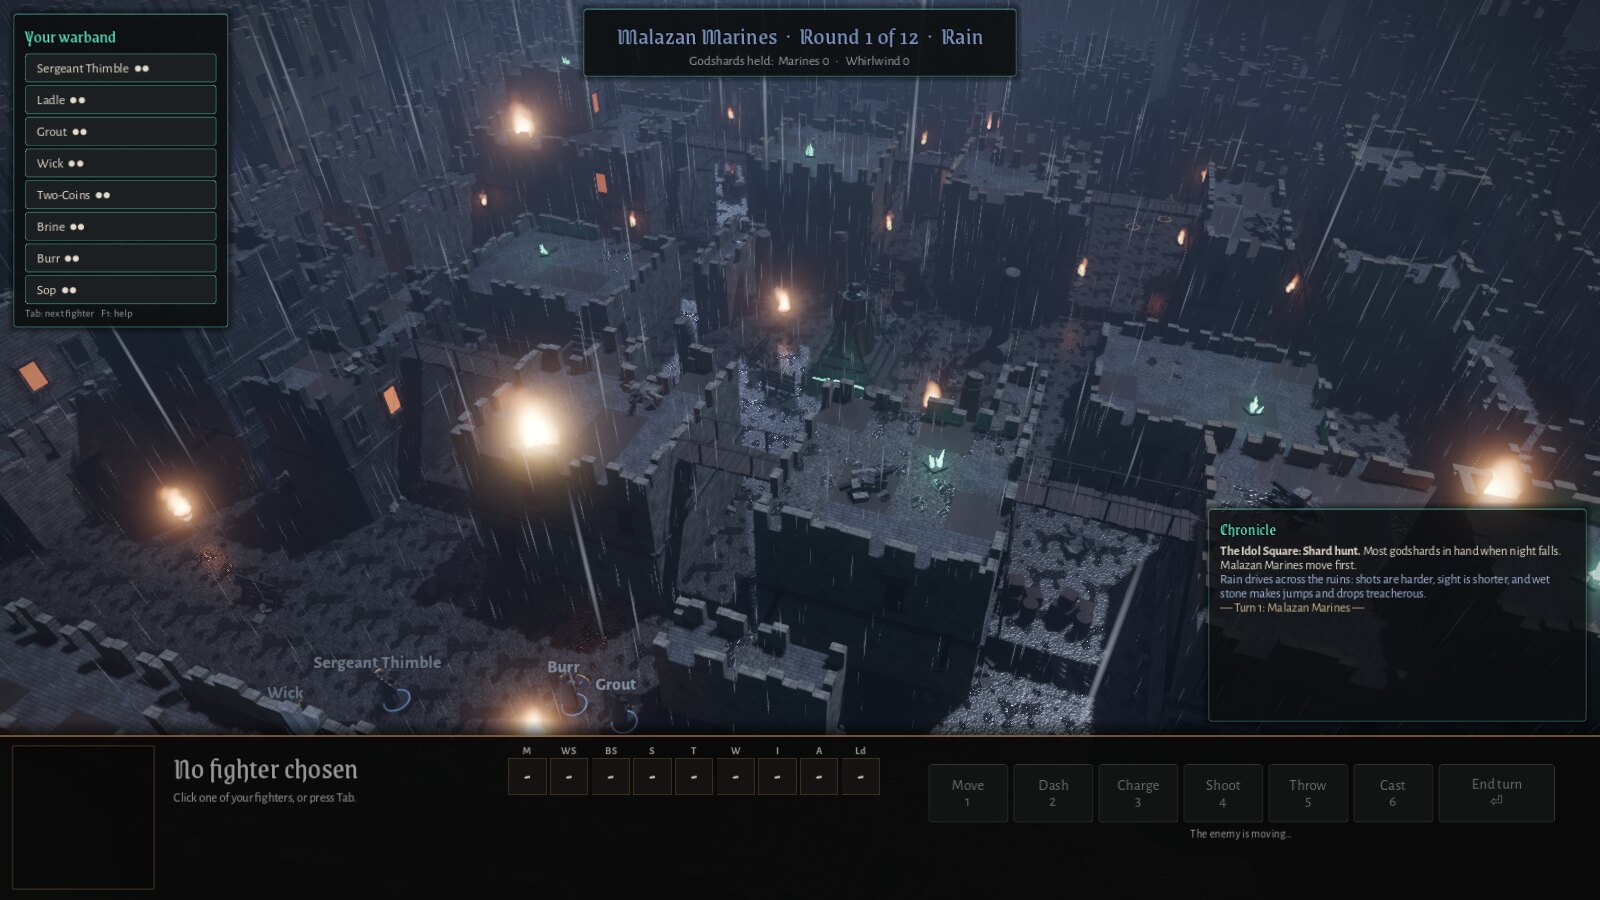 Your warband
Sergeant Thimble
Ladle
Grout
Wick
Two-Coins
Brine
Burr
Sop
Tab: next fighter F1: help
Malazan Marines · Round 1 of 12 · Rain
Godshards held: Marines 0 · Whirlwind 0
Sergeant Thimble
Wick
Burr
Grout
Chronicle
The Idol Square: Shard hunt. Most godshards in hand when night falls.
Malazan Marines move first.
Rain drives across the ruins: shots are harder, sight is shorter, and wet
stone makes jumps and drops treacherous.
— Turn 1: Malazan Marines —
No fighter chosen
Click one of your fighters, or press Tab.
M WS BS S T W I A Ld
- - - - - - - - -
Move Dash Charge Shoot Throw Cast End turn
1 2 3 4 5 6 ⏎
The enemy is moving...